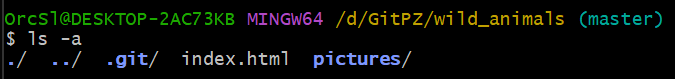 OrcSl@DESKTOP-2AC73KB MINGW64 /d/GitPZ/wild_animals (master)
$ ls -a
./  ../  .git/  index.html  pictures/